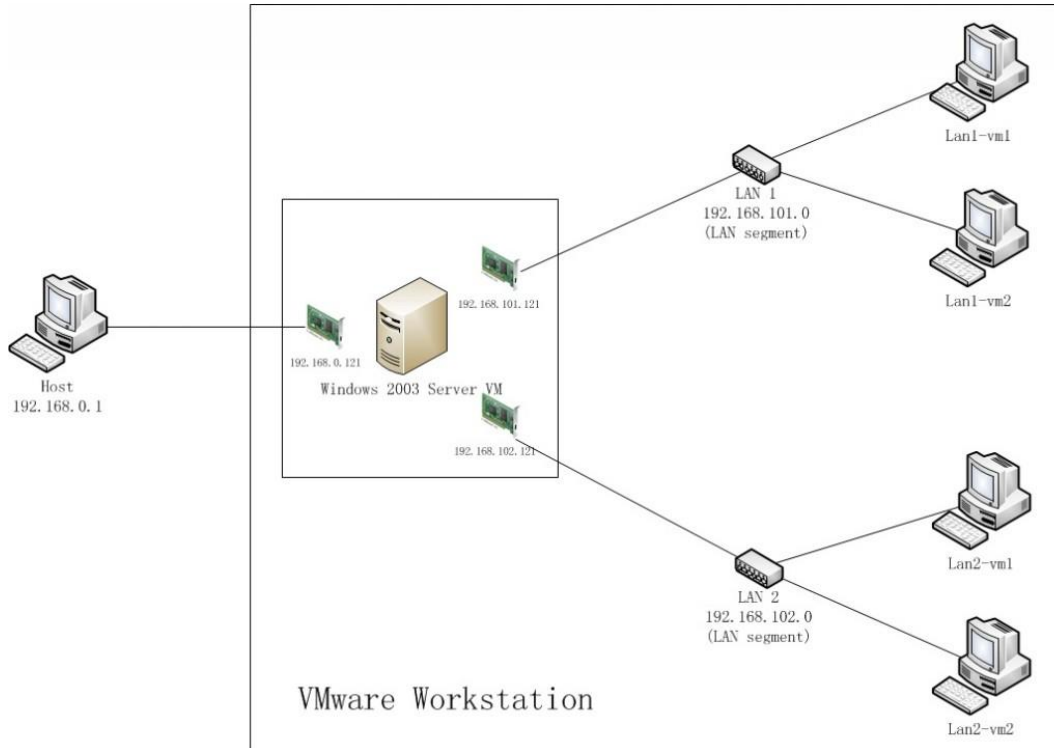 Lan1-vm1
LAN 1
192.168.101.0
(LAN segment)
Lan1-vm2
192.168.101.121
192.168.0.121
Windows 2003 Server VM
Host
192.168.0.1
192.168.102.121
Lan2-vm1
LAN 2
192.168.102.0
(LAN segment)
Lan2-vm2
VMware Workstation